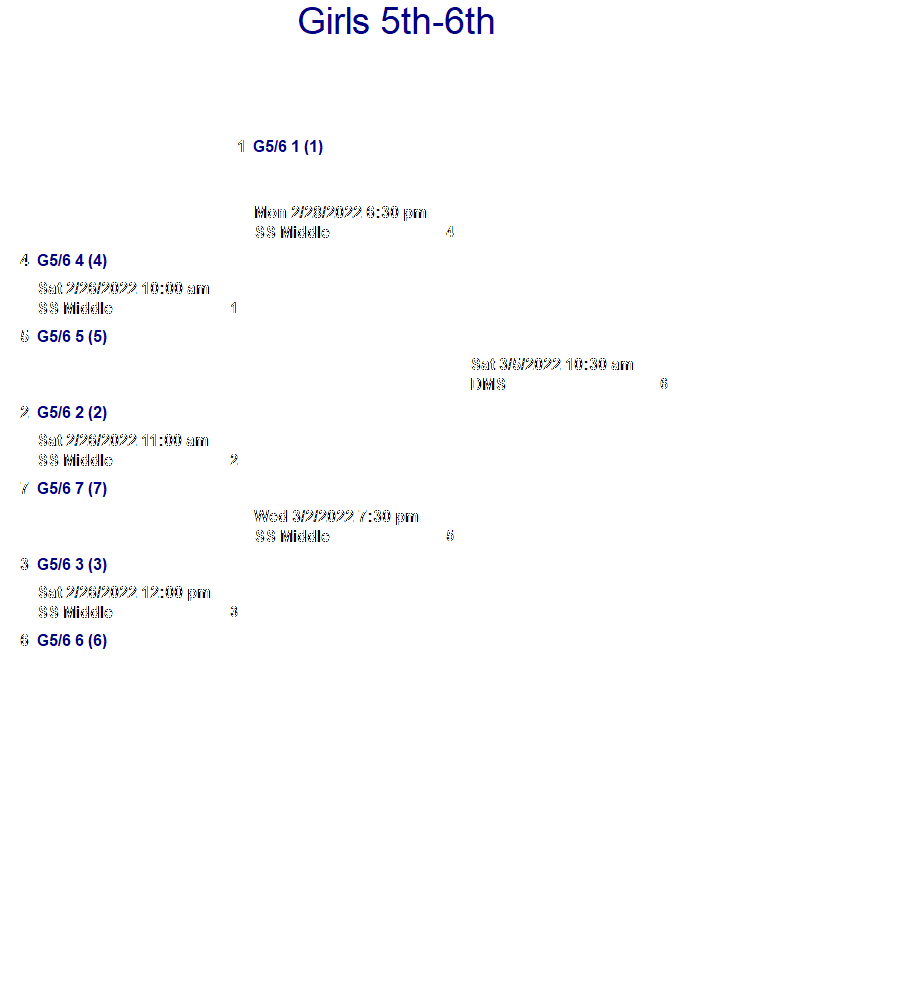 Girls 5th-6th
1 G5/6 1 (1)
Mon 2/28/2022 6:30 pm
SS Middle 4
4 G5/6 4 (4)
Sat 2/26/2022 10:00 am
SS Middle 1
5 G5/6 5 (5)
Sat 3/5/2022 10:30 am
DMS 6
2 G5/6 2 (2)
Sat 2/26/2022 11:00 am
SS Middle 2
7 G5/6 7 (7)
Wed 3/2/2022 7:30 pm
SS Middle 5
3 G5/6 3 (3)
Sat 2/26/2022 12:00 pm
SS Middle 3
6 G5/6 6 (6)